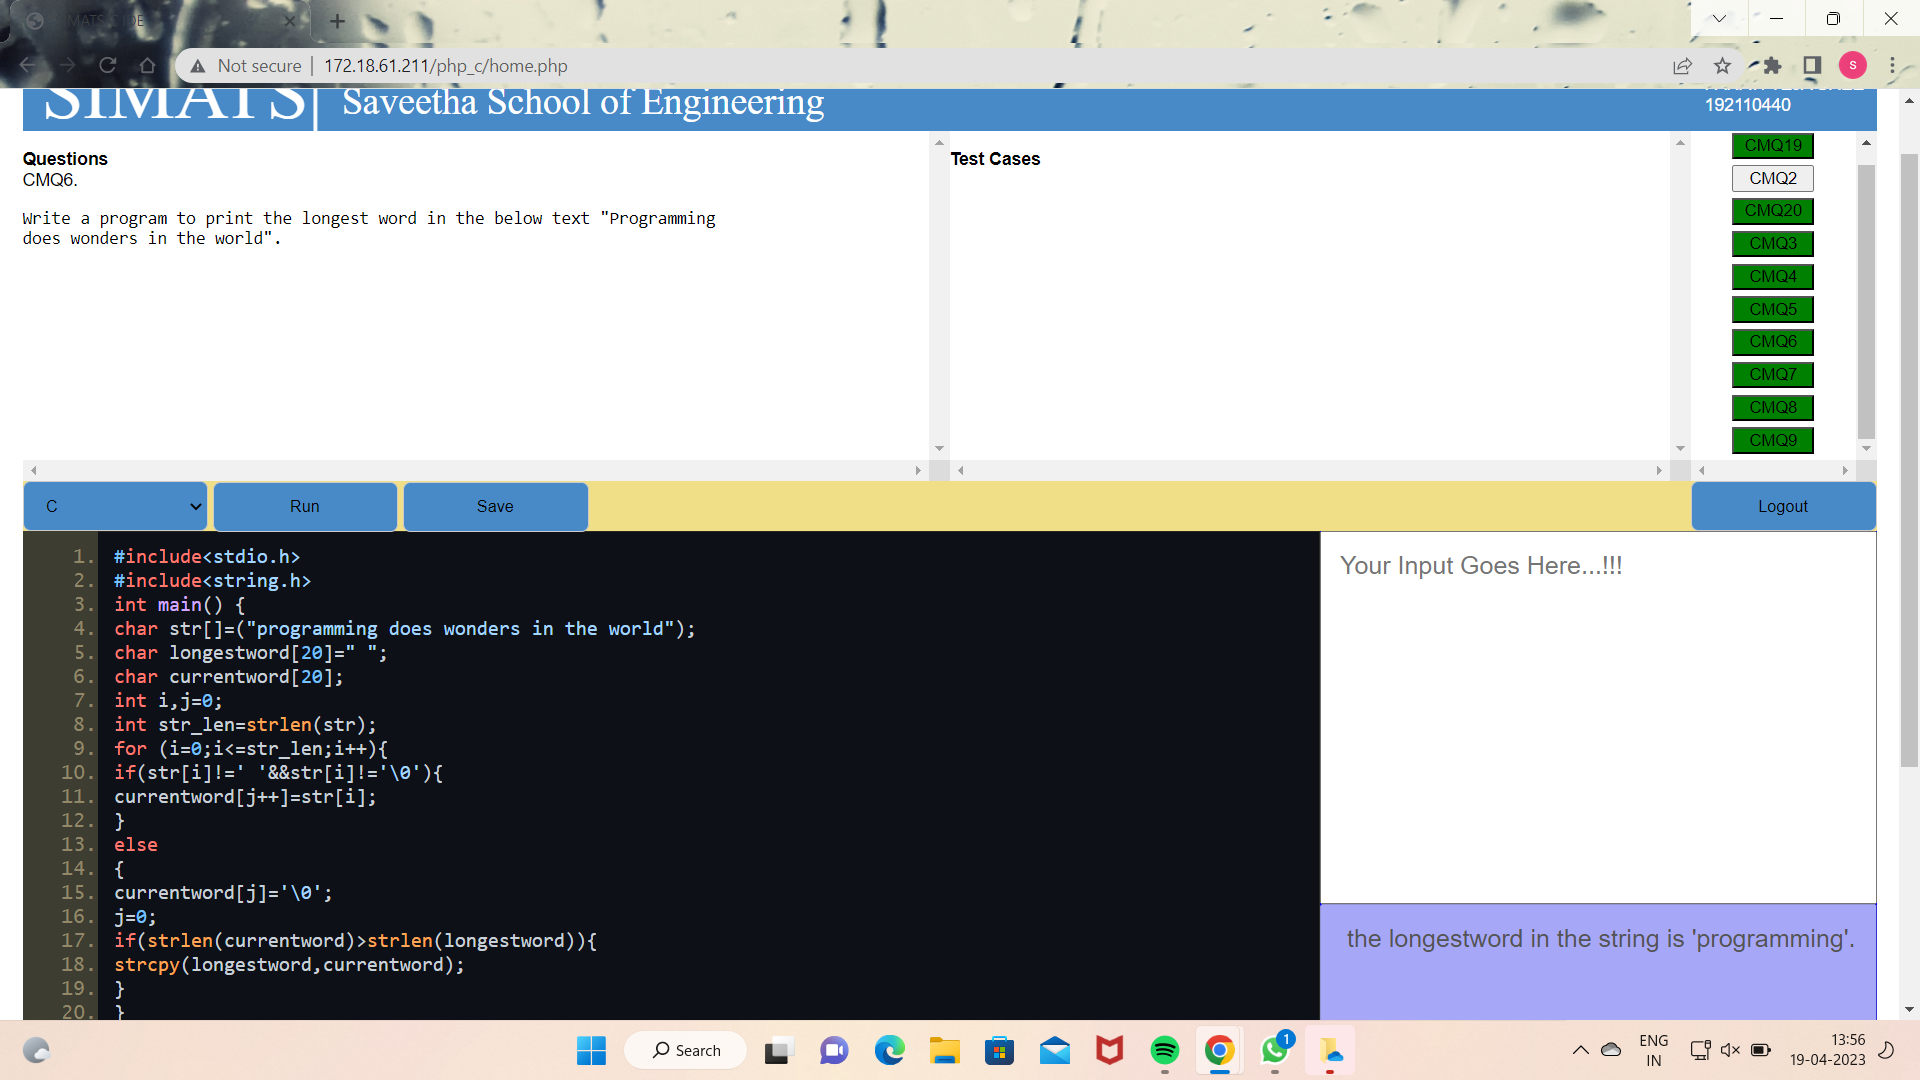 SIMATS IDE
Not secure
172.18.61.211/php_c/home.php
S
SIMATS
Saveetha School of Engineering
192110440
Questions
CMQ6.
Write a program to print the longest word in the below text "Programming
does wonders in the world".
Test Cases
CMQ19
CMQ2
CMQ20
CMQ3
CMQ4
CMQ5
CMQ6
CMQ7
CMQ8
CMQ9
C
Run
Save
Logout
1. #include<stdio.h>
2. #include<string.h>
3. int main() {
4. char str[]=("programming does wonders in the world");
5. char longestword[20]=" ";
6. char currentword[20];
7. int i,j=0;
8. int str_len=strlen(str);
9. for (i=0;i<=str_len;i++){
10. if(str[i]!=' '&&str[i]!='\0'){
11. currentword[j++]=str[i];
12. }
13. else
14. {
15. currentword[j]='\0';
16. j=0;
17. if(strlen(currentword)>strlen(longestword)){
18. strcpy(longestword,currentword);
19. }
20. }
Your Input Goes Here...!!!
the longestword in the string is 'programming'.
Search
1
ENG
IN
13:56
19-04-2023